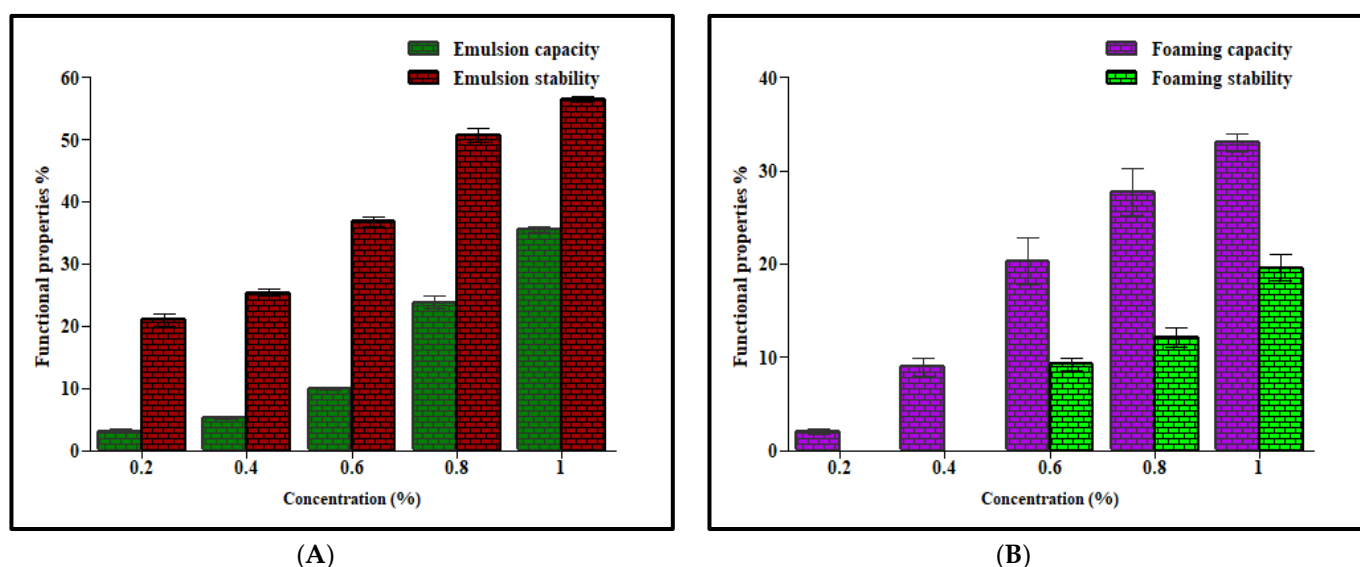 Emulsion capacity
Emulsion stability
60
50
40
30
20
10
0
Functional properties %
0.2 0.4 0.6 0.8 1
Concentration (%)
(A)
Foaming capacity
Foaming stability
40
30
20
10
0
Functional properties %
0.2 0.4 0.6 0.8 1
Concentration (%)
(B)